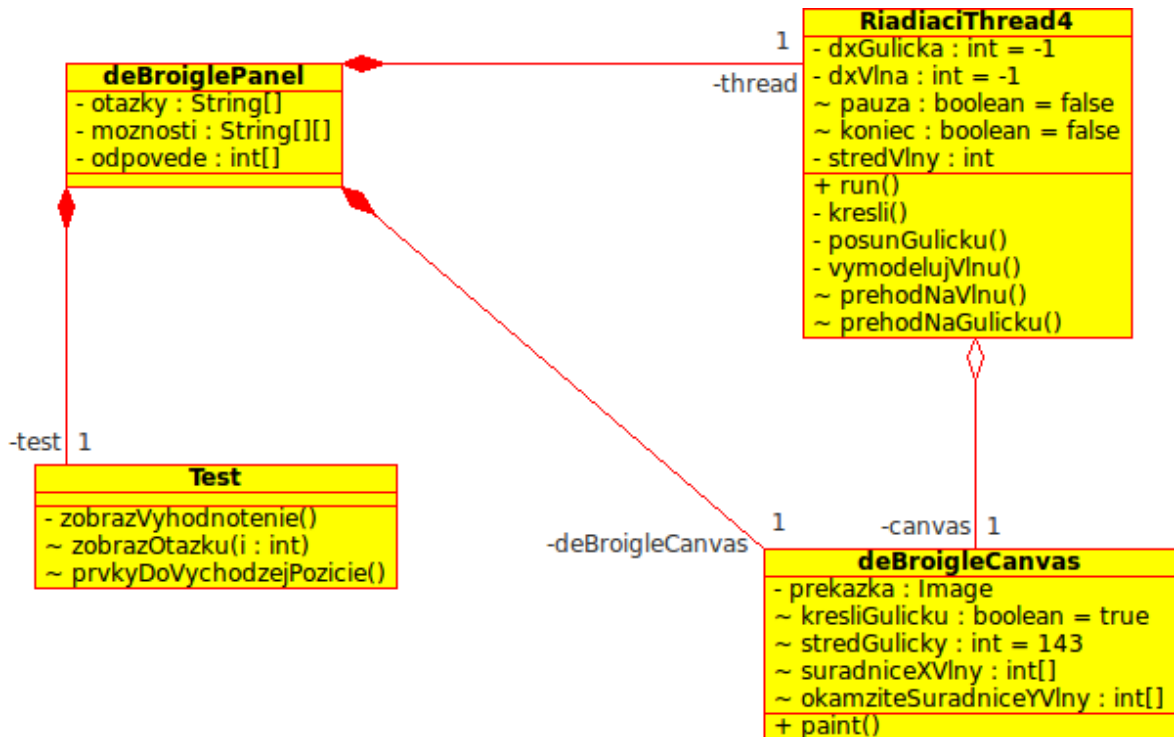 deBroiglePanel
- otazky : String[]
- moznosti : String[][]
- odpovede : int[]
1
-thread
RiadiaciThread4
- dxGulicka : int = -1
- dxVlna : int = -1
~ pauza : boolean = false
~ koniec : boolean = false
- stredVlny : int
+ run()
- kresli()
- posunGulicku()
- vymodelujVlnu()
~ prehodNaVlnu()
~ prehodNaGulicku()
-test 1
Test
- zobrazVyhodnotenie()
~ zobrazOtazku(i : int)
~ prvkyDoVychodzejPozicie()
1
-deBroigleCanvas
-canvas 1
deBroigleCanvas
- prekazka : Image
~ kresliGulicku : boolean = true
~ stredGulicky : int = 143
~ suradniceXVlny : int[]
~ okamziteSuradniceYVlny : int[]
+ paint()